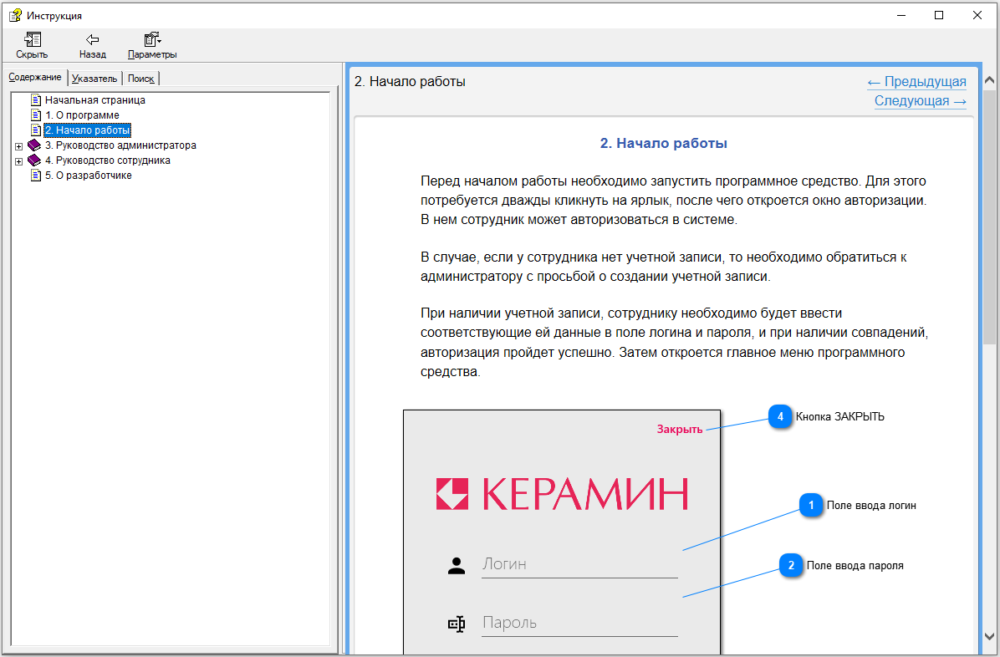 Инструкция
Скрыть
Назад
Параметры
Содержание
Указатель
Поиск
Начальная страница
1. О программе
2. Начало работы
3. Руководство администратора
4. Руководство сотрудника
5. О разработчике
2. Начало работы
← Предыдущая
Следующая →
2. Начало работы
Перед началом работы необходимо запустить программное средство. Для этого
потребуется дважды кликнуть на ярлык, после чего откроется окно авторизации.
В нем сотрудник может авторизоваться в системе.
В случае, если у сотрудника нет учетной записи, то необходимо обратиться к
администратору с просьбой о создании учетной записи.
При наличии учетной записи, сотруднику необходимо будет ввести
соответствующие ей данные в поле логина и пароля, и при наличии совпадений,
авторизация пройдет успешно. Затем откроется главное меню программного
средства.
Закрыть
4 Кнопка ЗАКРЫТЬ
КЕРАМИН
1 Поле ввода логин
Логин
2 Поле ввода пароля
Пароль